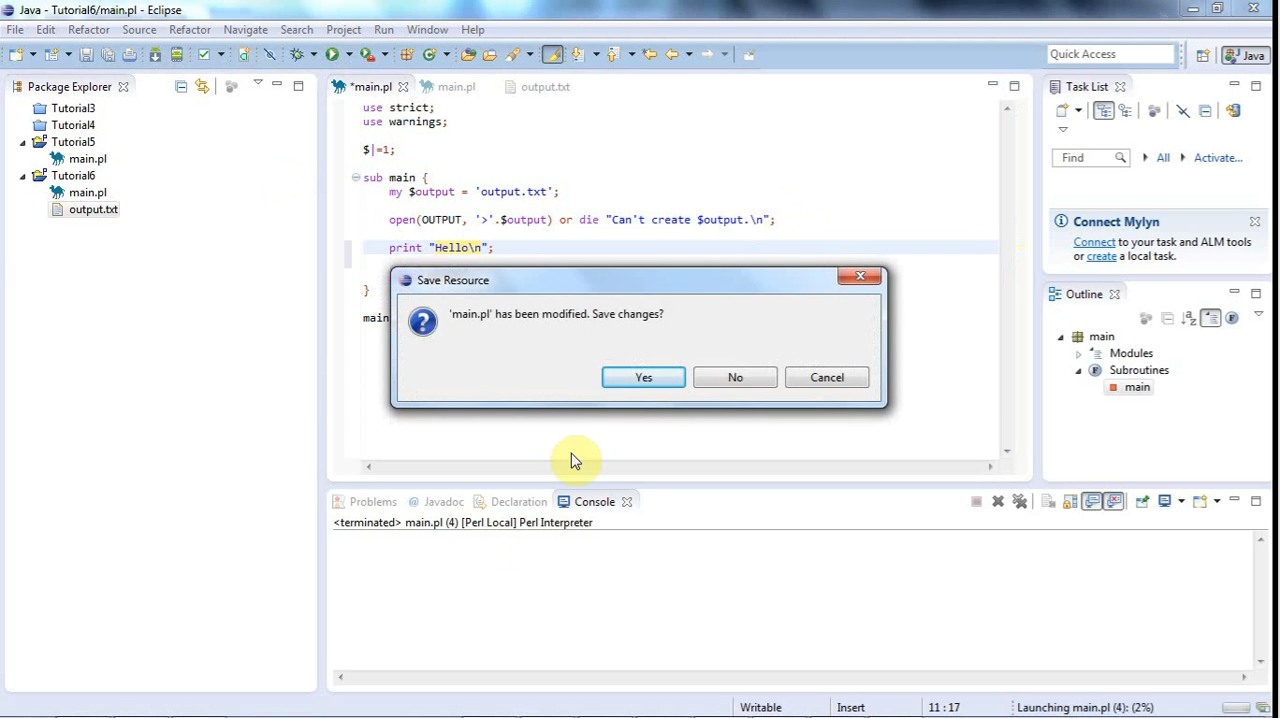 Java - Tutorial6/main.pl - Eclipse
File Edit Refactor Source Refactor Navigate Search Project Run Window Help
Quick Access
Java
Package Explorer
Tutorial3
Tutorial4
Tutorial5
main.pl
Tutorial6
main.pl
output.txt
*main.pl main.pl output.txt
use strict;
use warnings;
$|=1;
sub main {
my $output = 'output.txt';
open(OUTPUT, '>'.$output) or die "Can't create $output.\n";
print "Hello\n";
}
main
Save Resource
'main.pl' has been modified. Save changes?
Yes No Cancel
Task List
Find All Activate...
Connect Mylyn
Connect to your task and ALM tools
or create a local task.
Outline
main
Modules
Subroutines
main
Problems @ Javadoc Declaration Console
<terminated> main.pl (4) [Perl Local] Perl Interpreter
Writable Insert 11 : 17 Launching main.pl (4): (2%)